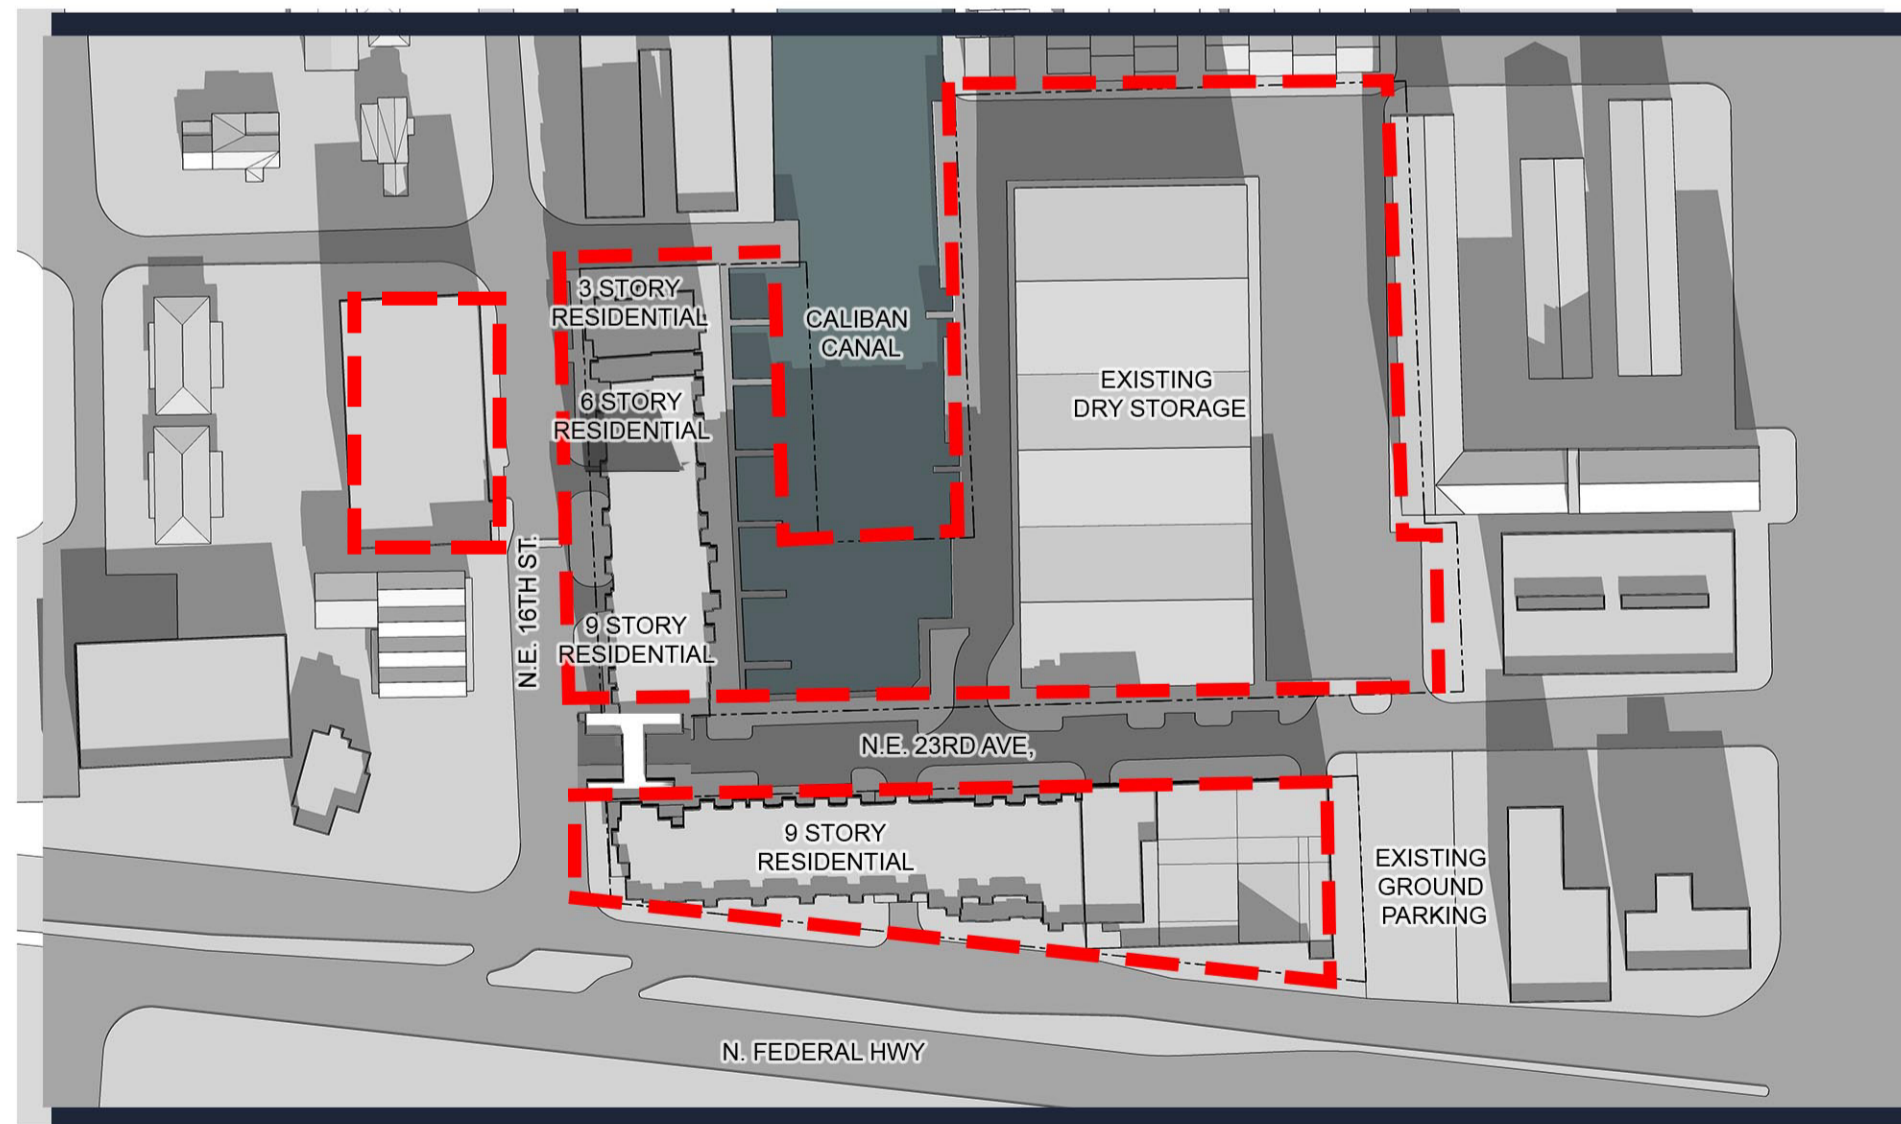 3 STORY
RESIDENTIAL
CALIBAN
CANAL
6 STORY
RESIDENTIAL
EXISTING
DRY STORAGE
N.E. 16TH ST.
9 STORY
RESIDENTIAL
N.E. 23RD AVE,
9 STORY
RESIDENTIAL
EXISTING
GROUND
PARKING
N. FEDERAL HWY